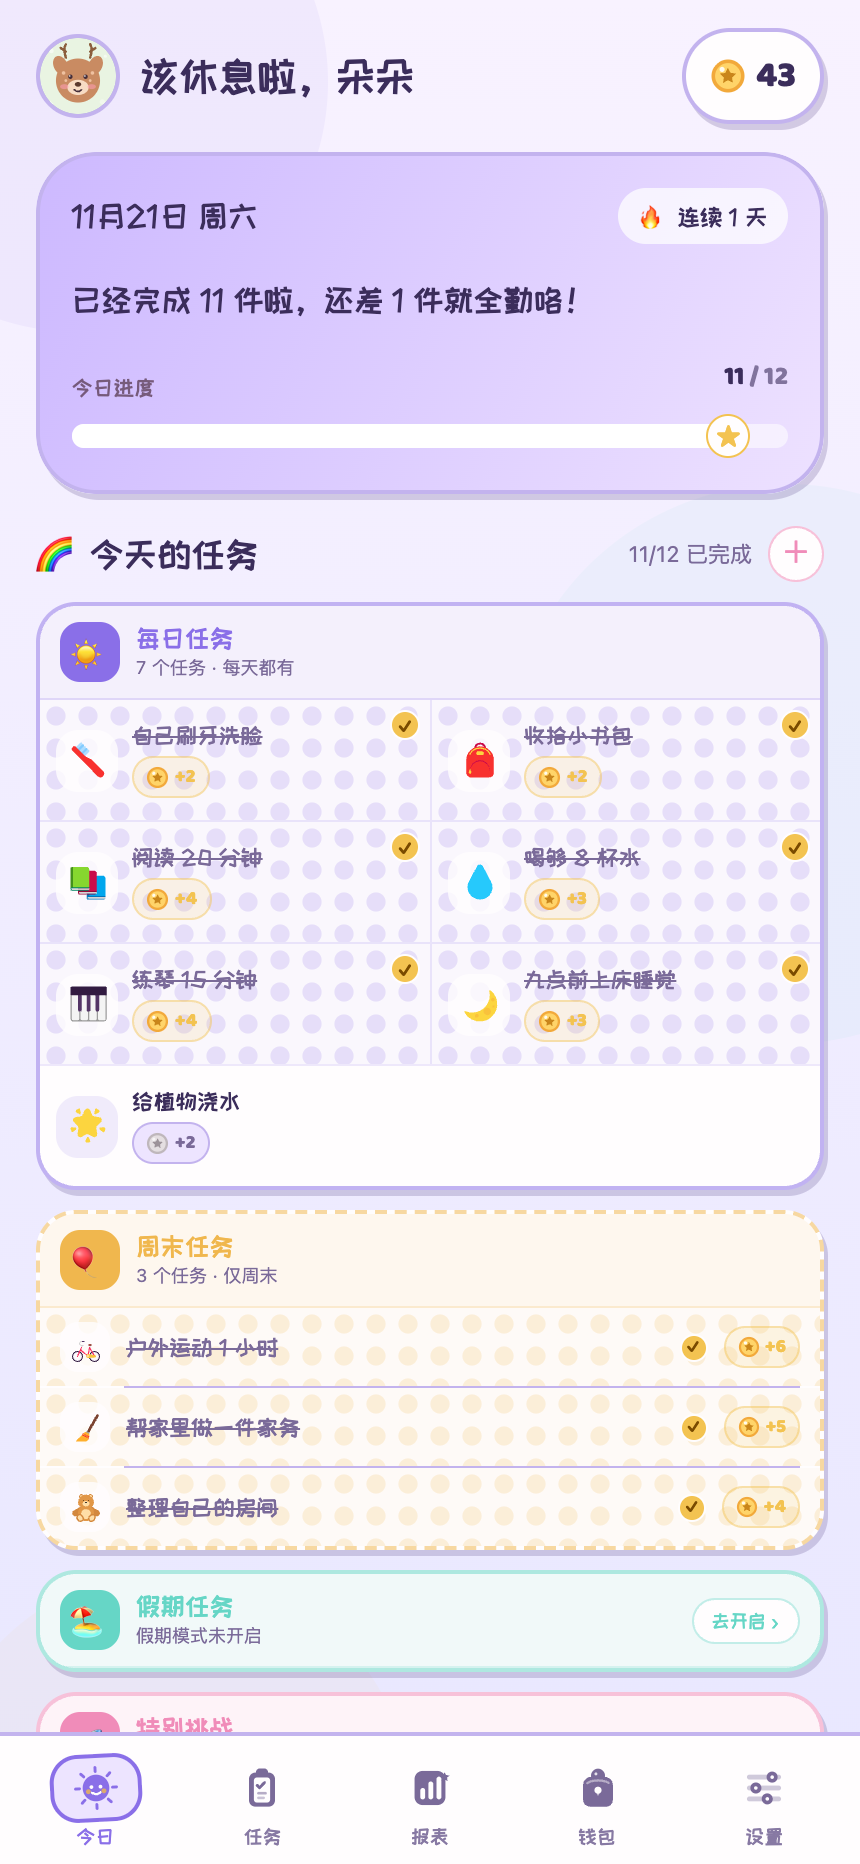 该休息啦，朵朵
43
11月21日 周六
连续 1 天
已经完成 11 件啦，还差 1 件就全勤咯！
今日进度
11 / 12
今天的任务
11/12 已完成
每日任务
7 个任务 · 每天都有
自己刷牙洗脸
+2
收拾小书包
+2
阅读 20 分钟
+4
喝够 8 杯水
+3
练琴 15 分钟
+4
九点前上床睡觉
+3
给植物浇水
+2
周末任务
3 个任务 · 仅周末
户外运动 1 小时
+6
帮家里做一件家务
+5
整理自己的房间
+4
假期任务
假期模式未开启
去开启 ›
特别挑战
今日
任务
报表
钱包
设置